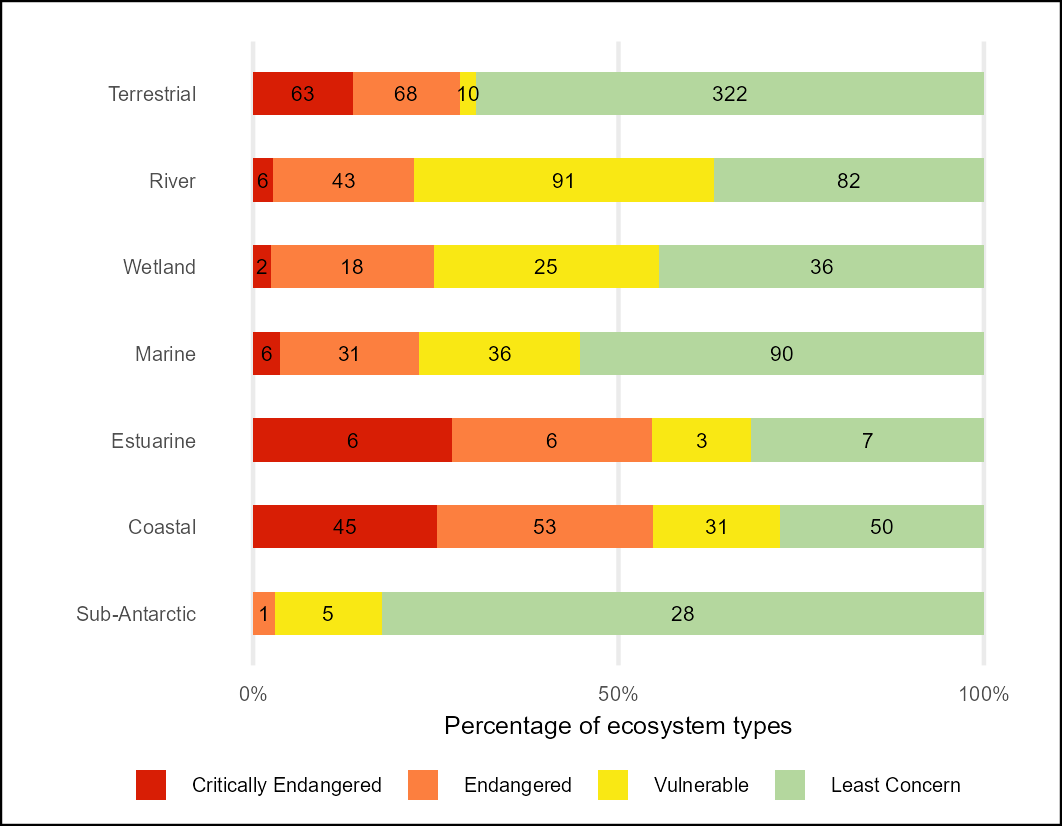 Terrestrial 63 68 10 322
River 6 43 91 82
Wetland 2 18 25 36
Marine 6 31 36 90
Estuarine 6 6 3 7
Coastal 45 53 31 50
Sub-Antarctic 1 5 28
0% 50% 100%
Percentage of ecosystem types
Critically Endangered Endangered Vulnerable Least Concern